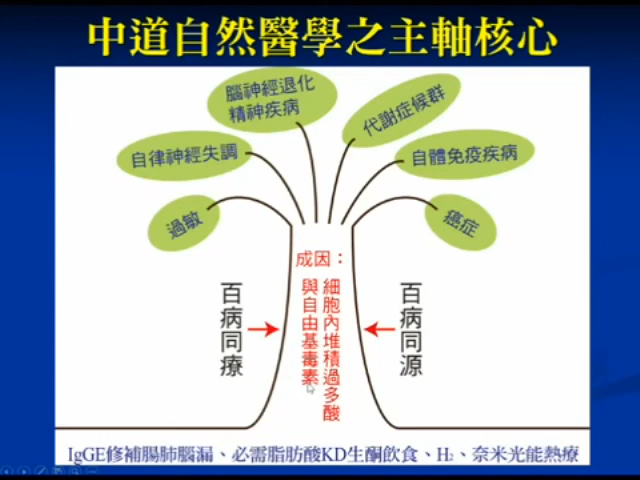 中道自然醫學之主軸核心
腦神經退化
精神疾病
代謝症候群
自律神經失調
自體免疫疾病
過敏
癌症
成因：
細胞內堆積過多酸
與自由基毒素
百病同療
百病同源
IgGE修補腸肺腦漏、必需脂肪酸KD生酮飲食、H₂、奈米光能熱療